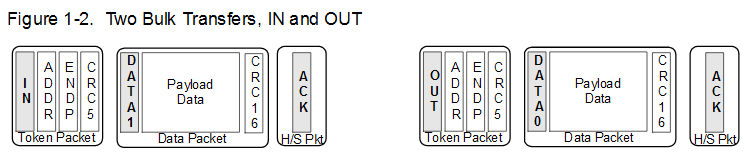 Figure 1-2. Two Bulk Transfers, IN and OUT
IN
ADDR
ENDP
CRC5
Token Packet
DATA1
Payload
Data
CRC16
Data Packet
ACK
H/S Pkt
OUT
ADDR
ENDP
CRC5
Token Packet
DATA0
Payload
Data
CRC16
Data Packet
ACK
H/S Pkt